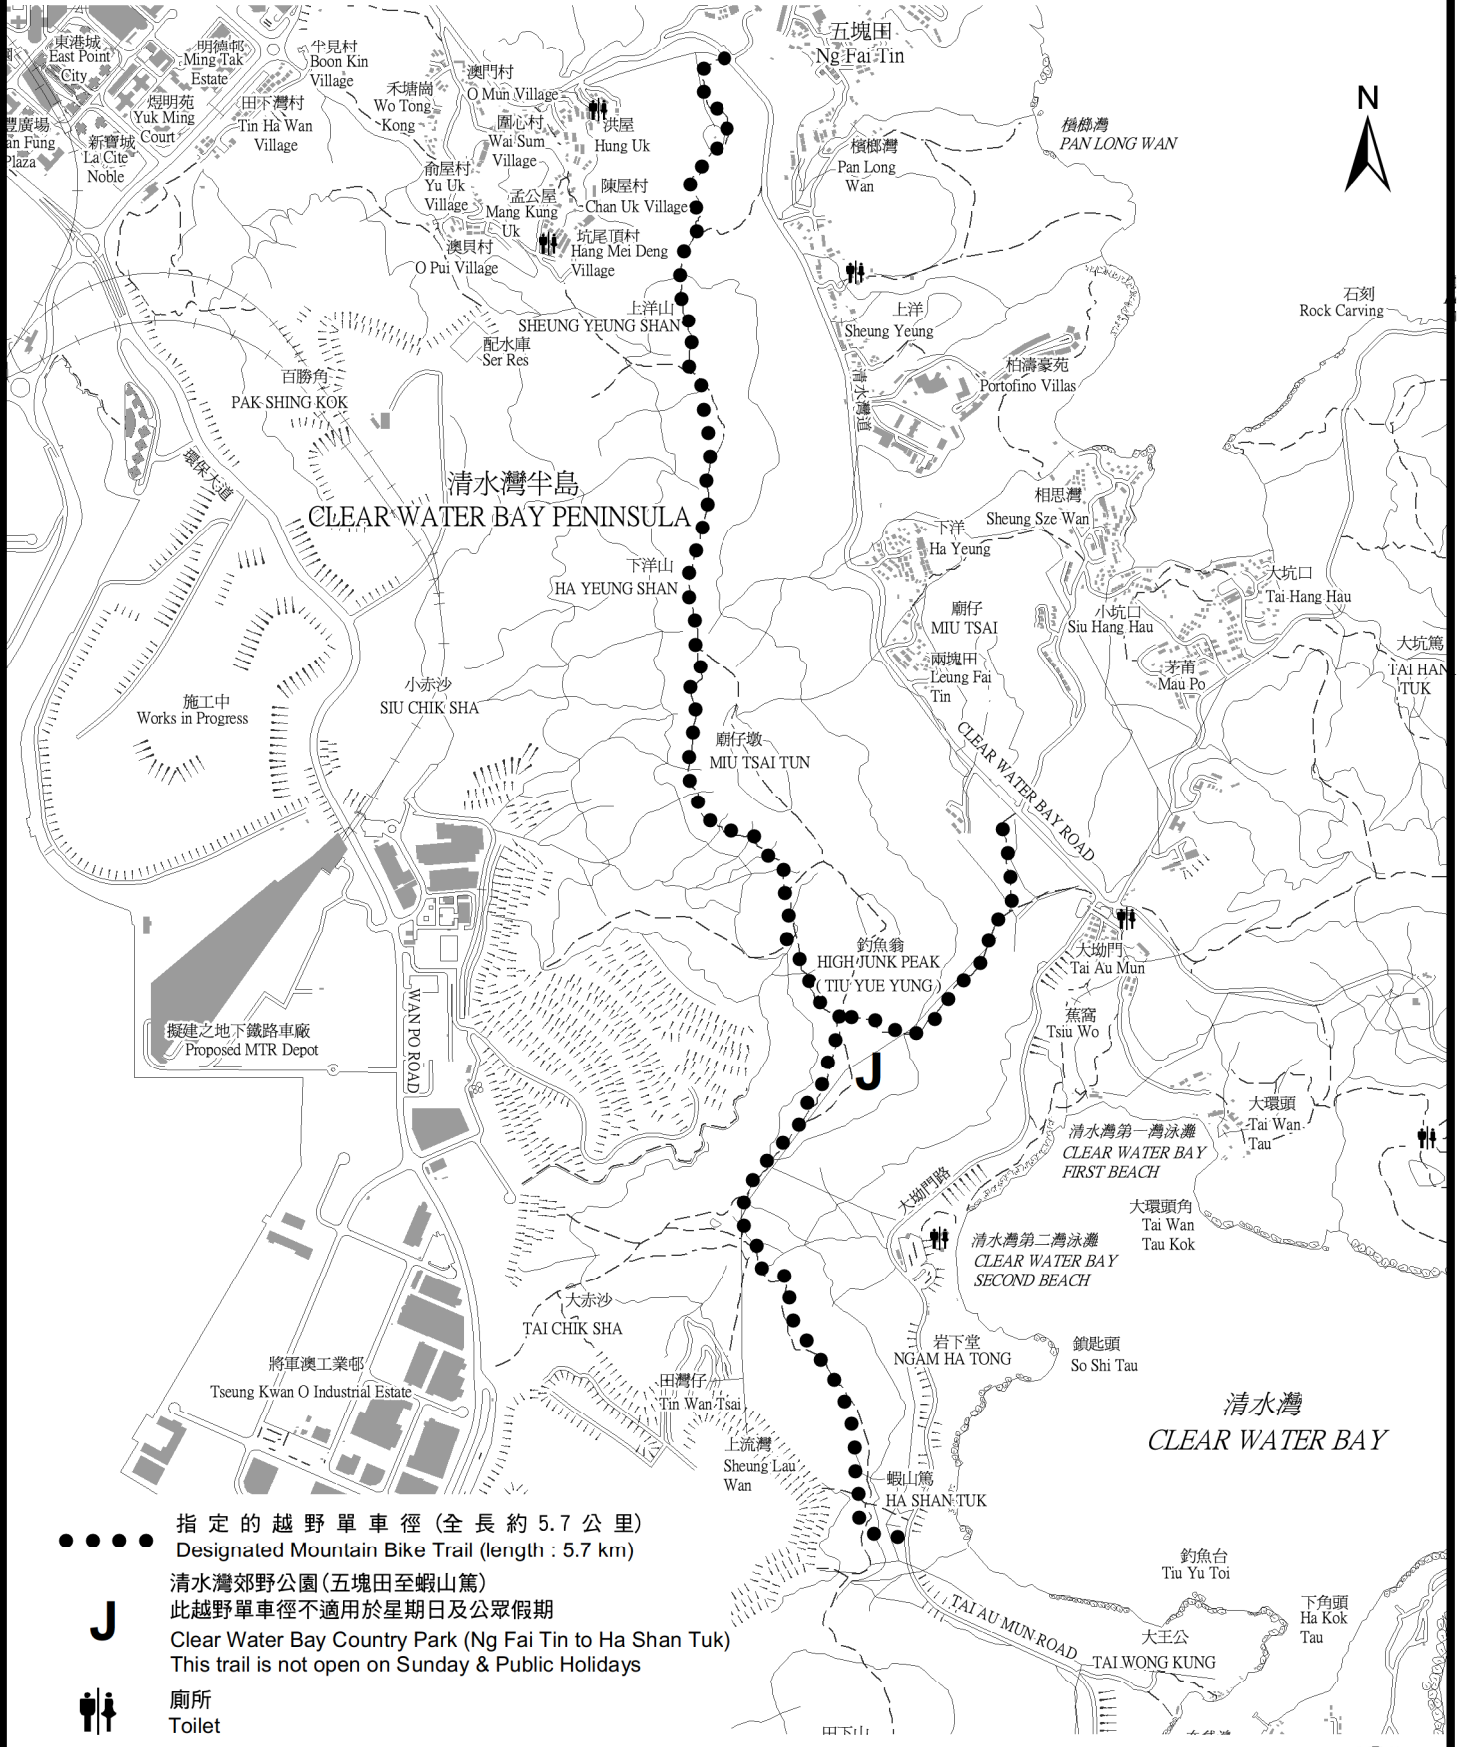 東港城
East Point
City
明德邨
Ming Tak
Estate
半見村
Boon Kin
Village
澳門村
O Mun Village
五塊田
Ng Fai Tin
N
禾塘崗
Wo Tong
Kong
煜明苑
Yuk Ming
Court
田下灣村
Tin Ha Wan
Village
豐廣場
an Fung
Plaza
新寶城
La Cite
Noble
圍心村
Wai Sum
Village
洪屋
Hung Uk
檳榔灣
PAN LONG WAN
檳榔灣
Pan Long
Wan
俞屋村
Yu Uk
Village
孟公屋
Mang Kung
Uk
陳屋村
Chan Uk Village
澳貝村
O Pui Village
坑尾頂村
Hang Mei Deng
Village
上洋山
SHEUNG YEUNG SHAN
上洋
Sheung Yeung
石刻
Rock Carving
配水庫
Ser Res
百勝角
PAK SHING KOK
柏濤豪苑
Portofino Villas
清水灣道
環保大道
清水灣半島
CLEAR WATER BAY PENINSULA
相思灣
Sheung Sze Wan
下洋
Ha Yeung
下洋山
HA YEUNG SHAN
大坑口
Tai Hang Hau
廟仔
MIU TSAI
小坑口
Siu Hang Hau
大坑篤
TAI HAN
TUK
兩塊田
Leung Fai
Tin
茅莆
Mau Po
施工中
Works in Progress
小赤沙
SIU CHIK SHA
廟仔墩
MIU TSAI TUN
CLEAR WATER BAY ROAD
釣魚翁
HIGH JUNK PEAK
( TIU YUE YUNG )
大坳門
Tai Au Mun
蕉窩
Tsiu Wo
擬建之地下鐵路車廠
Proposed MTR Depot
WAN PO ROAD
J
大環頭
Tai Wan
Tau
清水灣第一灣泳灘
CLEAR WATER BAY
FIRST BEACH
大坳門路
大環頭角
Tai Wan
Tau Kok
清水灣第二灣泳灘
CLEAR WATER BAY
SECOND BEACH
大赤沙
TAI CHIK SHA
岩下堂
NGAM HA TONG
鎖匙頭
So Shi Tau
將軍澳工業邨
Tseung Kwan O Industrial Estate
田灣仔
Tin Wan Tsai
清水灣
CLEAR WATER BAY
上流灣
Sheung Lau
Wan
蝦山篤
HA SHAN TUK
指定的越野單車徑 (全長約 5.7 公里)
Designated Mountain Bike Trail (length : 5.7 km)
釣魚台
Tiu Yu Toi
J
清水灣郊野公園(五塊田至蝦山篤)
此越野單車徑不適用於星期日及公眾假期
Clear Water Bay Country Park (Ng Fai Tin to Ha Shan Tuk)
This trail is not open on Sunday & Public Holidays
下角頭
Ha Kok
Tau
TAI AU MUN ROAD
大王公
TAI WONG KUNG
廁所
Toilet
田下山